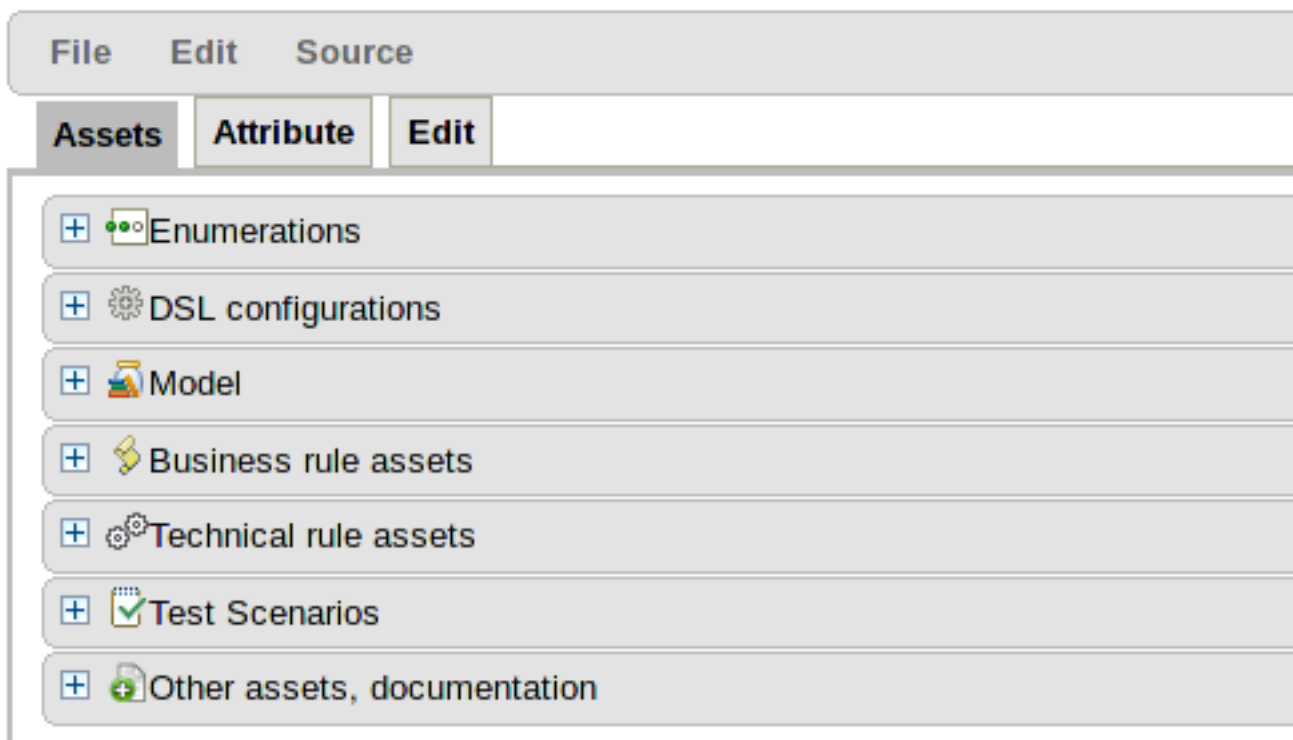 File Edit Source
Assets Attribute Edit
Enumerations
DSL configurations
Model
Business rule assets
Technical rule assets
Test Scenarios
Other assets, documentation